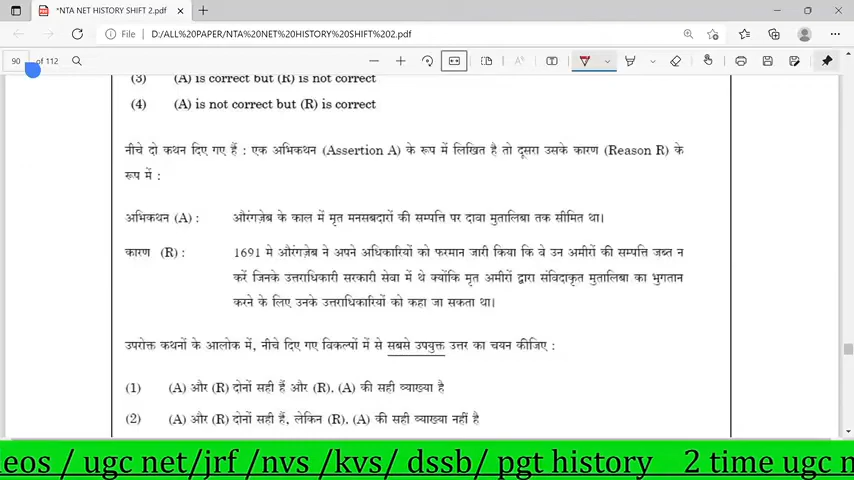 *NTA NET HISTORY SHIFT 2.pdf
File
D:/ALL%20PAPER/NTA%20NET%20HISTORY%20SHIFT%202.pdf
90 of 112
(3) (A) is correct but (R) is not correct
(4) (A) is not correct but (R) is correct
नीचे दो कथन दिए गए हैं : एक अभिकथन (Assertion A) के रूप में लिखित है तो दूसरा उसके कारण (Reason R) के
रूप में :
अभिकथन (A) : औरंगज़ेब के काल में मृत मनसबदारों की सम्पत्ति पर दावा मुतालिबा तक सीमित था।
कारण (R) : 1691 मे औरंगज़ेब ने अपने अधिकारियों को फरमान जारी किया कि वे उन अमीरों की सम्पत्ति जब्त न
करें जिनके उत्तराधिकारी सरकारी सेवा में थे क्योंकि मृत अमीरों द्वारा संविदाकृत मुतालिबा का भुगतान
करने के लिए उनके उत्तराधिकारियों को कहा जा सकता था।
उपरोक्त कथनों के आलोक में, नीचे दिए गए विकल्पों में से सबसे उपयुक्त उत्तर का चयन कीजिए :
(1) (A) और (R) दोनों सही हैं और (R). (A) की सही व्याख्या है
(2) (A) और (R) दोनों सही हैं, लेकिन (R). (A) की सही व्याख्या नहीं है
eos / ugc net/jrf /nvs /kvs/ dssb/ pgt history 2 time ugc n